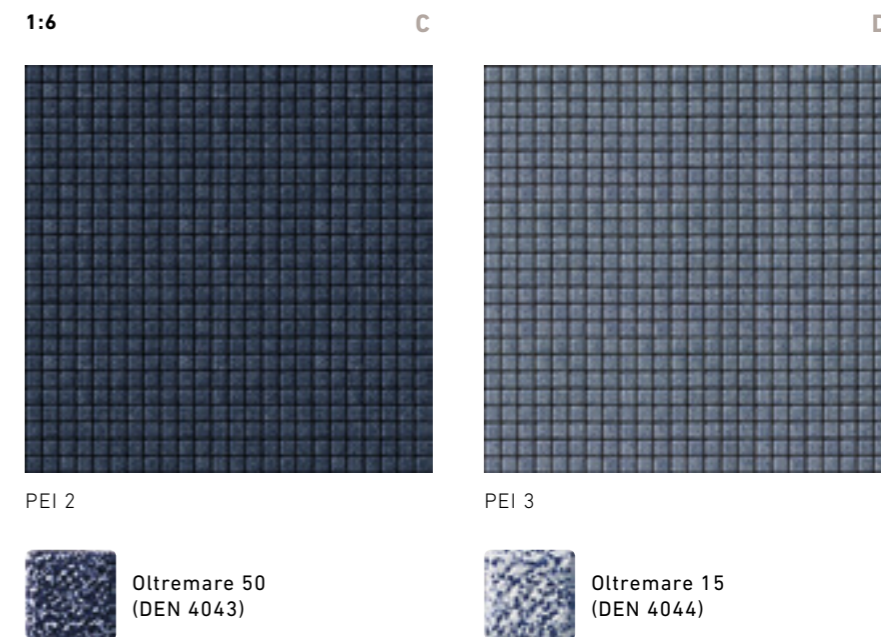 1:6
C
D
PEI 2
PEI 3
Oltremare 50
(DEN 4043)
Oltremare 15
(DEN 4044)